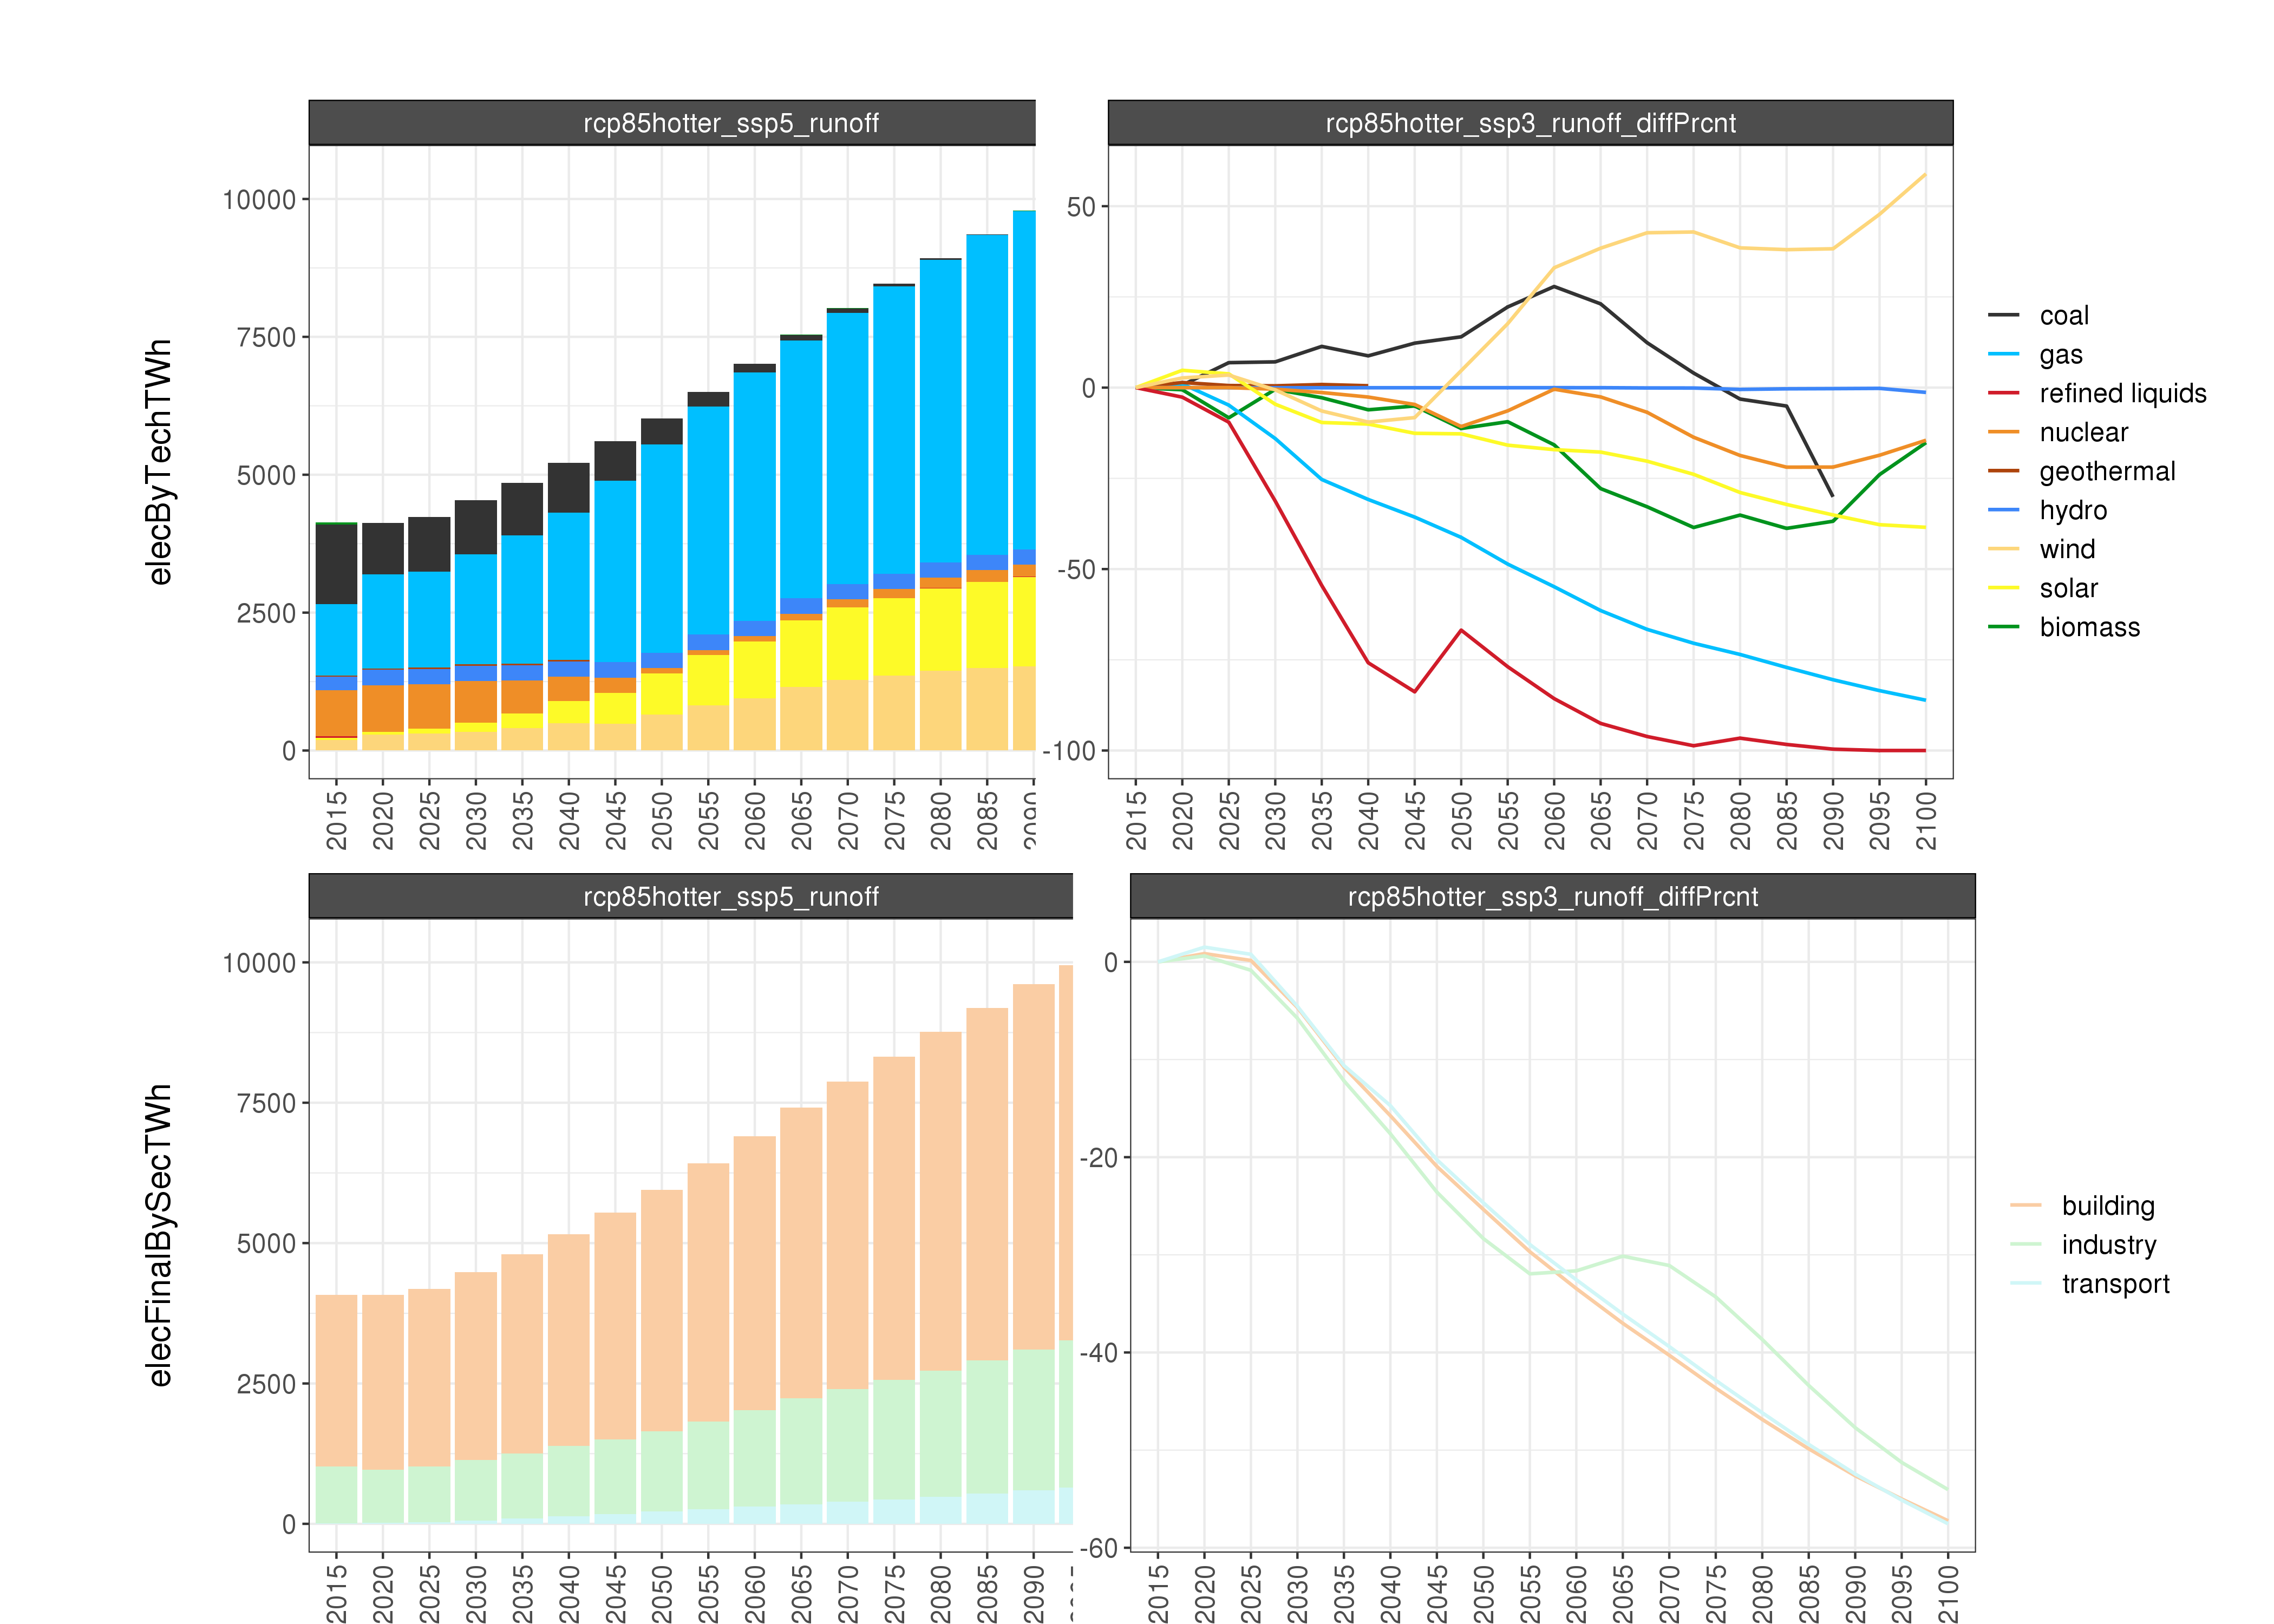 rcp85hotter_ssp5_runoff
rcp85hotter_ssp3_runoff_diffPrcnt
elecByTechTWh
10000
7500
5000
2500
0
2015 2020 2025 2030 2035 2040 2045 2050 2055 2060 2065 2070 2075 2080 2085 2090
50
0
-50
-100
2015 2020 2025 2030 2035 2040 2045 2050 2055 2060 2065 2070 2075 2080 2085 2090 2095 2100
coal
gas
refined liquids
nuclear
geothermal
hydro
wind
solar
biomass
rcp85hotter_ssp5_runoff
rcp85hotter_ssp3_runoff_diffPrcnt
elecFinalBySecTWh
10000
7500
5000
2500
0
2015 2020 2025 2030 2035 2040 2045 2050 2055 2060 2065 2070 2075 2080 2085 2090
0
-20
-40
-60
2015 2020 2025 2030 2035 2040 2045 2050 2055 2060 2065 2070 2075 2080 2085 2090 2095 2100
building
industry
transport